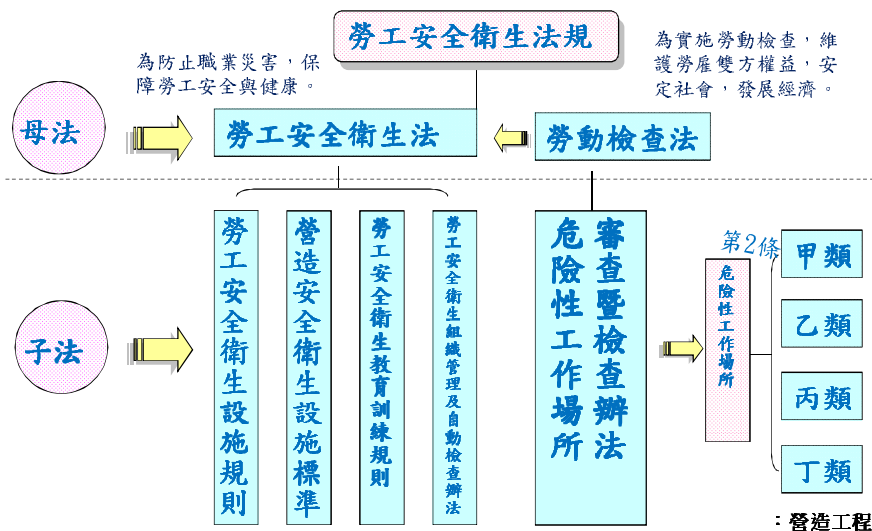 勞工安全衛生法規
為防止職業災害，保
障勞工安全與健康。
為實施勞動檢查，維
護勞雇雙方權益，安
定社會，發展經濟。
母法
勞工安全衛生法
勞動檢查法
子法
勞工安全衛生設施規則
營造安全衛生設施標準
勞工安全衛生教育訓練規則
勞工安全衛生組織管理及自動檢查辦法
危險性工作場所
審查暨檢查辦法
第2條
危險性工作場所
甲類
乙類
丙類
丁類
：營造工程